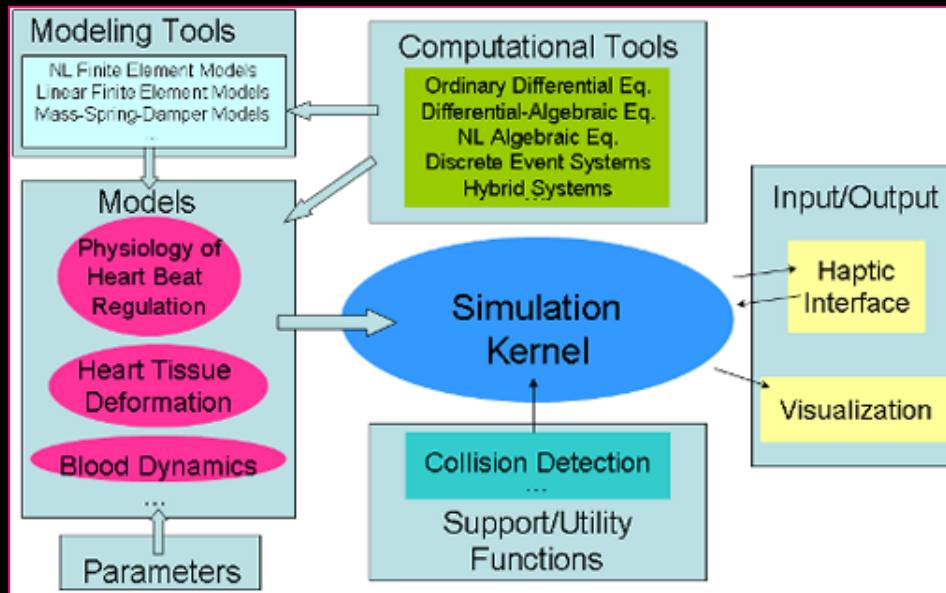 Modeling Tools
NL Finite Element Models
Linear Finite Element Models
Mass-Spring-Damper Models
...
Computational Tools
Ordinary Differential Eq.
Differential-Algebraic Eq.
NL Algebraic Eq.
Discrete Event Systems
Hybrid Systems
...
Models
Physiology of
Heart Beat
Regulation
Heart Tissue
Deformation
Blood Dynamics
...
Parameters
Simulation
Kernel
Collision Detection
...
Support/Utility
Functions
Input/Output
Haptic
Interface
Visualization